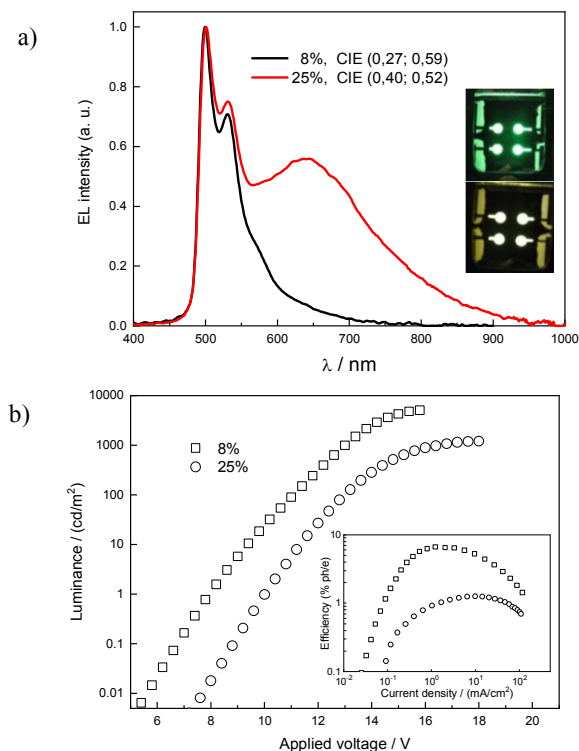 a)
8%, CIE (0,27; 0,59)
25%, CIE (0,40; 0,52)
EL intensity (a. u.)
1.0
0.8
0.6
0.4
0.2
0.0
400 500 600 700 800 900 1000
λ / nm
b)
10000
1000
100
10
1
0.1
0.01
Luminance / (cd/m²)
8%
25%
Efficiency (% ph/e)
10
1
0.1
10⁻² 10⁻¹ 10⁰ 10¹ 10²
Current density / (mA/cm²)
6 8 10 12 14 16 18 20
Applied voltage / V